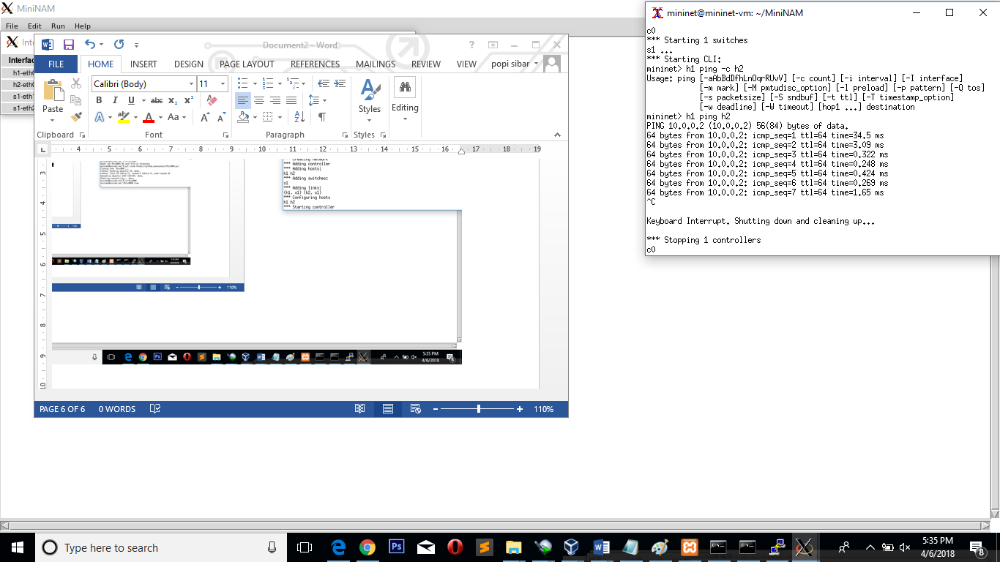 MiniNAM
File Edit Run Help
Inte
Interfac
h1-eth0
h2-eth0
s1-eth1
s1-eth2
Document2 - Word
FILE HOME INSERT DESIGN PAGE LAYOUT REFERENCES MAILINGS REVIEW VIEW popi sibar
Calibri (Body) 11
Paste
B I U abc x₂ x²
A ab A Aa A A
Styles
Editing
Clipboard Font Paragraph Styles
4 5 6 7 8 9 10 11 12 13 14 15 16 17 18 19
3
4
5
6
7
8
9
10
*** Creating network
*** Adding controller
*** Adding hosts:
h1 h2
*** Adding switches:
s1
*** Adding links:
(h1, s1) (h2, s1)
*** Configuring hosts
h1 h2
*** Starting controller
110%
5:35 PM
4/6/2018
PAGE 6 OF 6 0 WORDS 110%
mininet@mininet-vm: ~/MiniNAM
c0
*** Starting 1 switches
s1 ...
*** Starting CLI:
mininet> h1 ping -c h2
Usage: ping [-aAbBdDfhLnOqrRUvV] [-c count] [-i interval] [-I interface]
[-m mark] [-M pmtudisc_option] [-l preload] [-p pattern] [-Q tos]
[-s packetsize] [-S sndbuf] [-t ttl] [-T timestamp_option]
[-w deadline] [-W timeout] [hop1 ...] destination
mininet> h1 ping h2
PING 10.0.0.2 (10.0.0.2) 56(84) bytes of data.
64 bytes from 10.0.0.2: icmp_seq=1 ttl=64 time=34.5 ms
64 bytes from 10.0.0.2: icmp_seq=2 ttl=64 time=3.09 ms
64 bytes from 10.0.0.2: icmp_seq=3 ttl=64 time=0.322 ms
64 bytes from 10.0.0.2: icmp_seq=4 ttl=64 time=0.248 ms
64 bytes from 10.0.0.2: icmp_seq=5 ttl=64 time=0.424 ms
64 bytes from 10.0.0.2: icmp_seq=6 ttl=64 time=0.269 ms
64 bytes from 10.0.0.2: icmp_seq=7 ttl=64 time=1.65 ms
^C
Keyboard Interrupt. Shutting down and cleaning up...
*** Stopping 1 controllers
c0
Type here to search
5:35 PM
4/6/2018
8